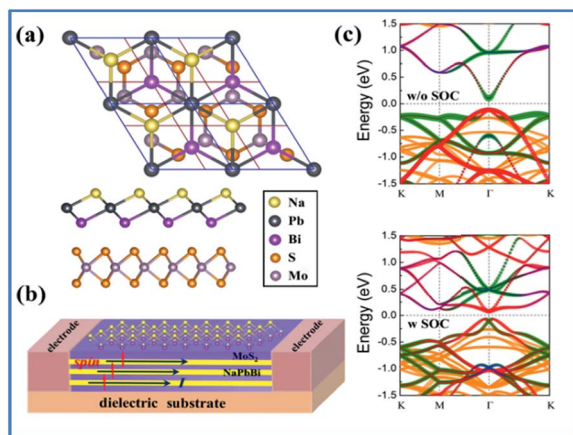 (a)
Na
Pb
Bi
S
Mo
(b)
electrode
spin
MoS2
NaPbBi
I
electrode
dielectric substrate
(c)
Energy (eV)
1.5
1.0
0.5
0.0
-0.5
-1.0
-1.5
w/o SOC
K M Γ K
Energy (eV)
1.5
1.0
0.5
0.0
-0.5
-1.0
-1.5
w SOC
K M Γ K